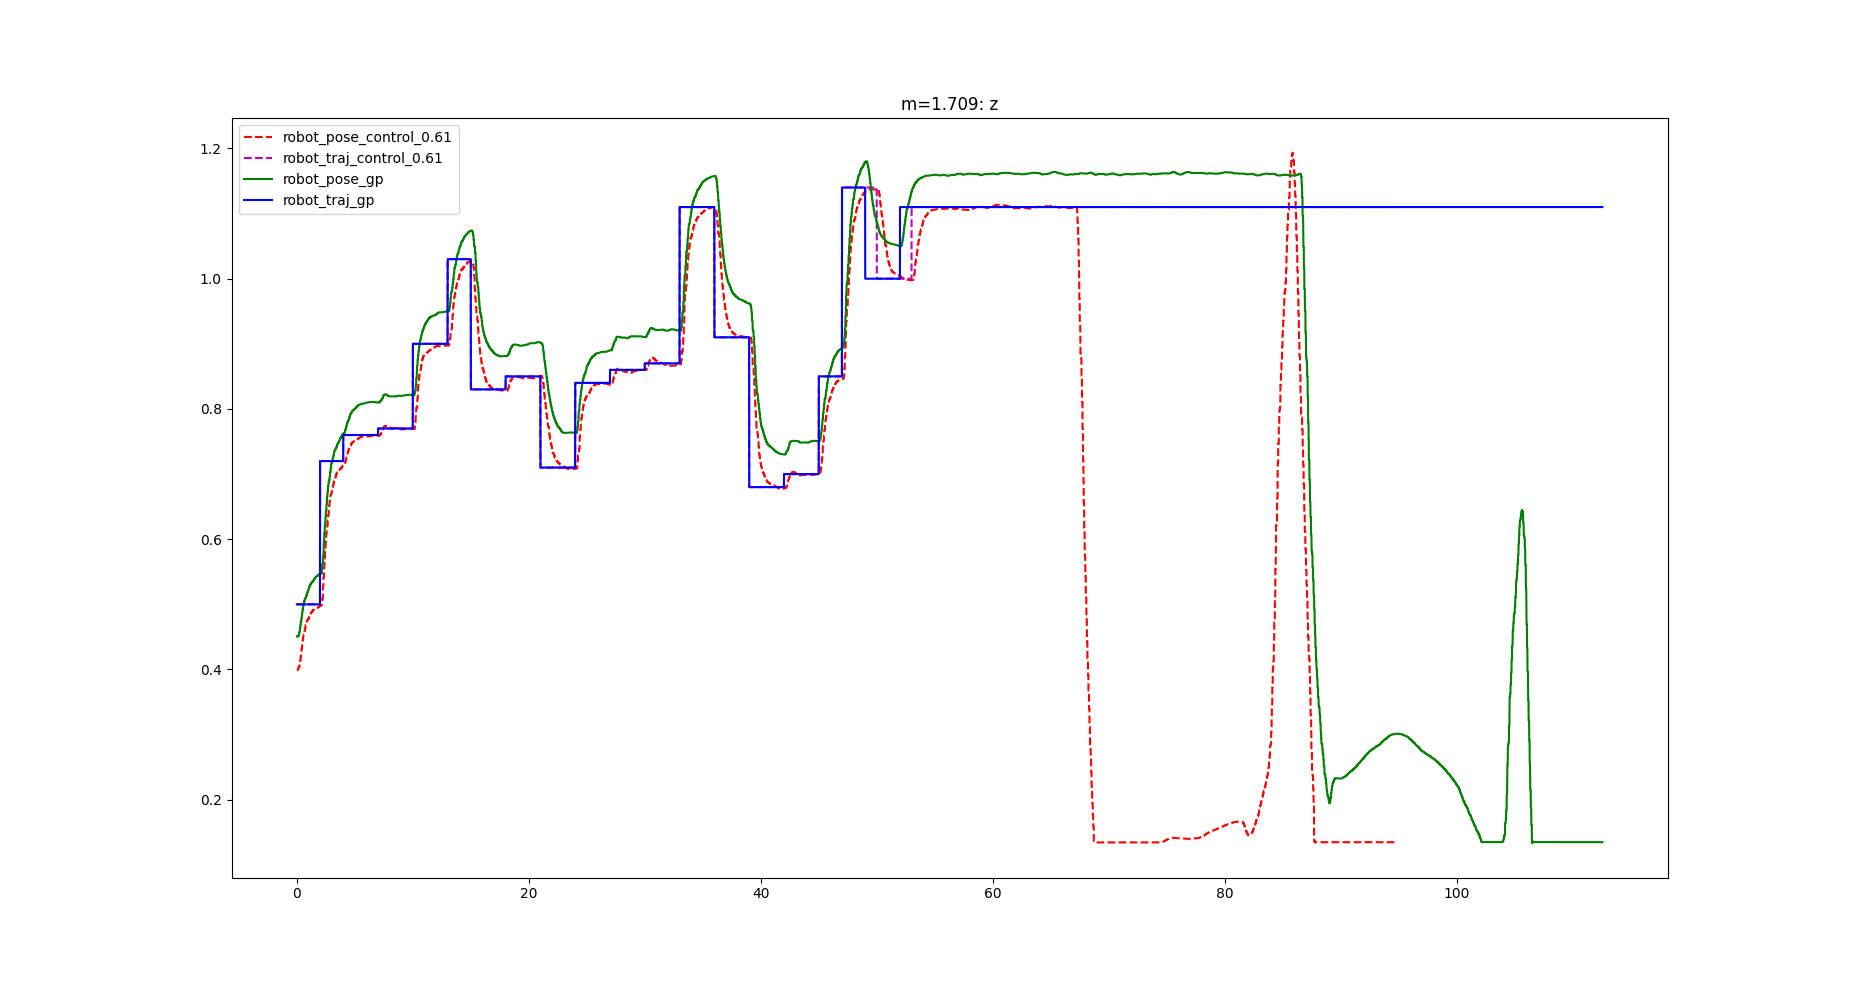 m=1.709: z
robot_pose_control_0.61
robot_traj_control_0.61
robot_pose_gp
robot_traj_gp
1.2
1.0
0.8
0.6
0.4
0.2
0 20 40 60 80 100